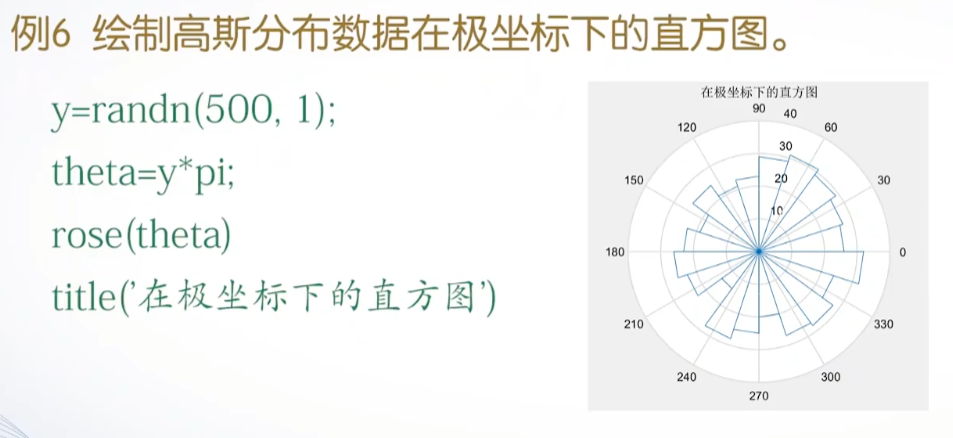 例6 绘制高斯分布数据在极坐标下的直方图。
y=randn(500, 1);
theta=y*pi;
rose(theta)
title('在极坐标下的直方图')
在极坐标下的直方图
90
40
120
60
30
150
20
30
10
180
0
210
330
240
300
270